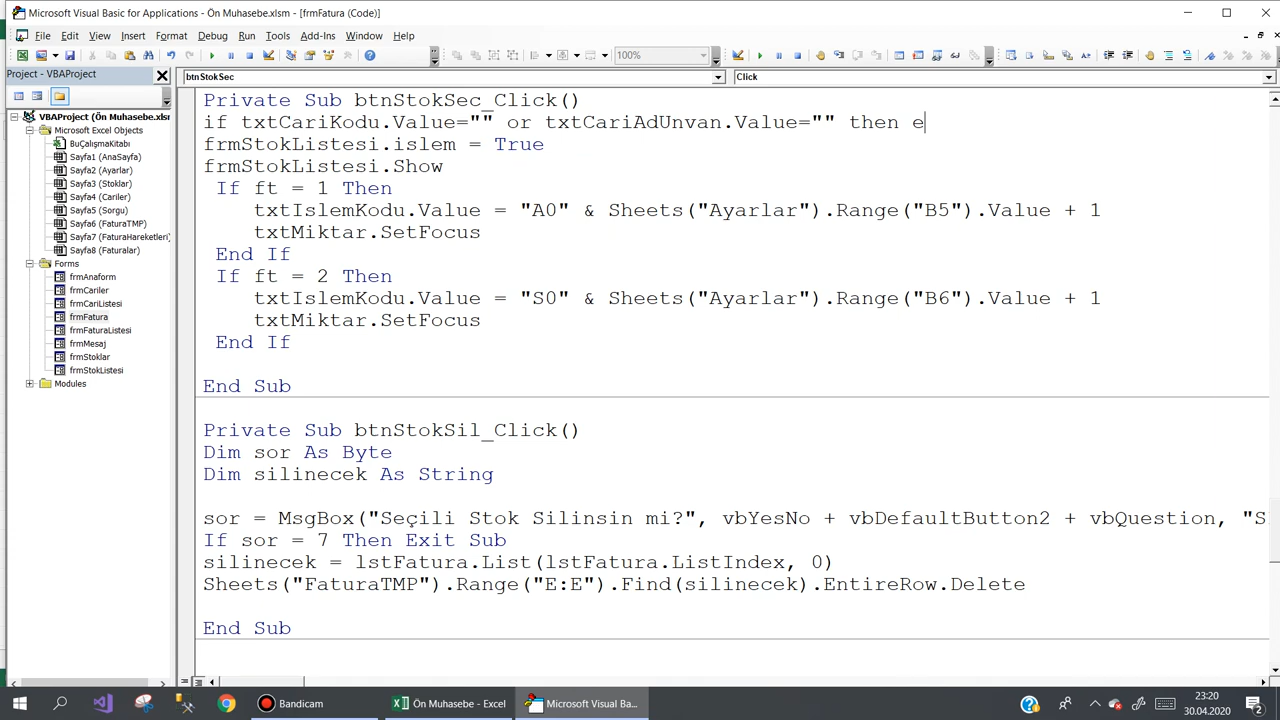 Microsoft Visual Basic for Applications - Ön Muhasebe.xlsm - [frmFatura (Code)]
File Edit View Insert Format Debug Run Tools Add-Ins Window Help
100%
Project - VBAProject
btnStokSec
Click
VBAProject (Ön Muhasebe.xlsm
Microsoft Excel Objects
BuÇalışmaKitabı
Sayfa1 (AnaSayfa)
Sayfa2 (Ayarlar)
Sayfa3 (Stoklar)
Sayfa4 (Cariler)
Sayfa5 (Sorgu)
Sayfa6 (FaturaTMP)
Sayfa7 (FaturaHareketleri)
Sayfa8 (Faturalar)
Forms
frmAnaform
frmCariler
frmCariListesi
frmFatura
frmFaturaListesi
frmMesaj
frmStoklar
frmStokListesi
Modules
Private Sub btnStokSec_Click()
if txtCariKodu.Value="" or txtCariAdUnvan.Value="" then e
frmStokListesi.islem = True
frmStokListesi.Show
If ft = 1 Then
txtIslemKodu.Value = "A0" & Sheets("Ayarlar").Range("B5").Value + 1
txtMiktar.SetFocus
End If
If ft = 2 Then
txtIslemKodu.Value = "S0" & Sheets("Ayarlar").Range("B6").Value + 1
txtMiktar.SetFocus
End If
End Sub
Private Sub btnStokSil_Click()
Dim sor As Byte
Dim silinecek As String
sor = MsgBox("Seçili Stok Silinsin mi?", vbYesNo + vbDefaultButton2 + vbQuestion, "S
If sor = 7 Then Exit Sub
silinecek = lstFatura.List(lstFatura.ListIndex, 0)
Sheets("FaturaTMP").Range("E:E").Find(silinecek).EntireRow.Delete
End Sub
Bandicam
Ön Muhasebe - Excel
Microsoft Visual Ba...
23:20
30.04.2020
2